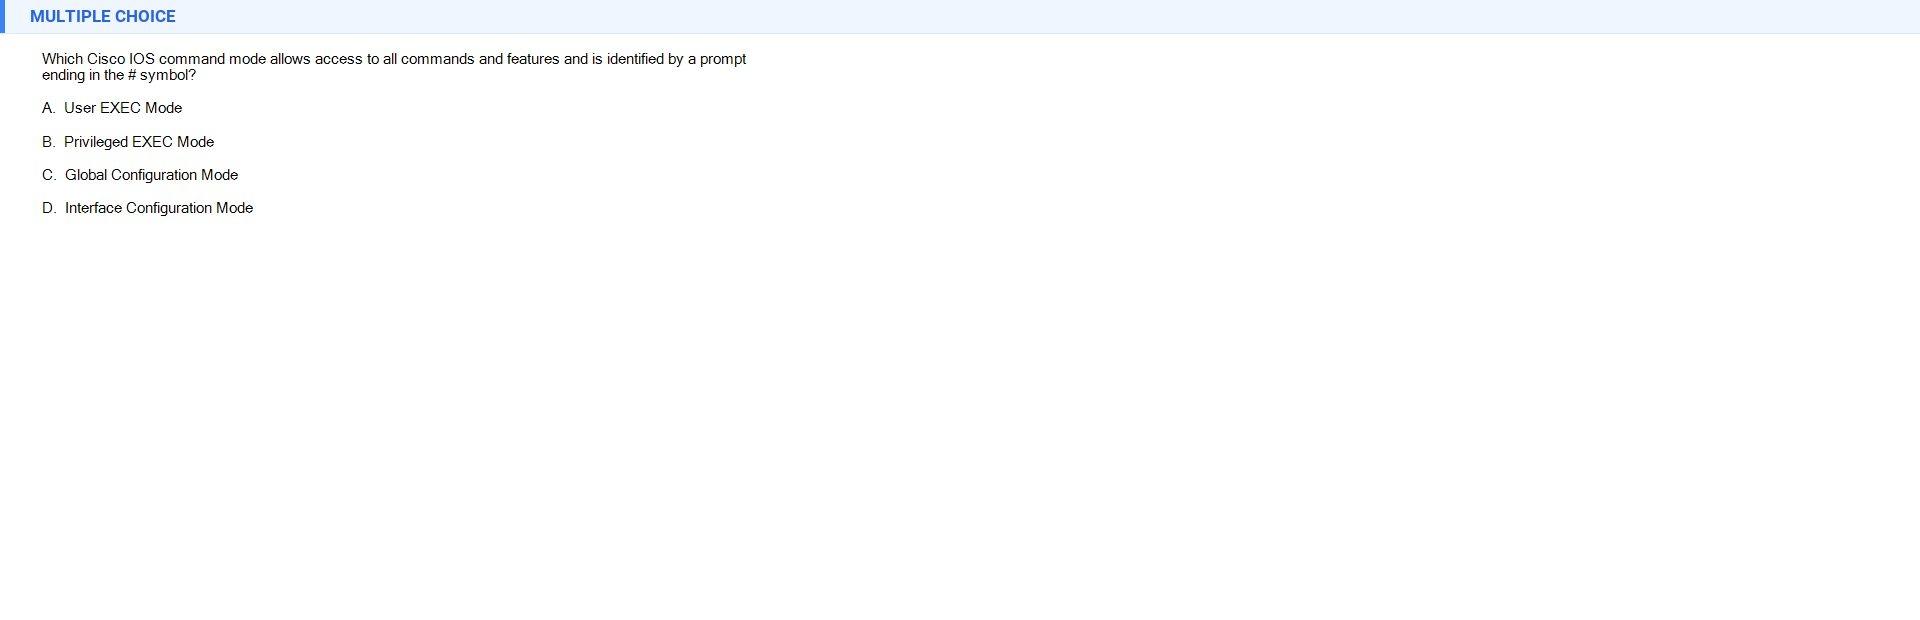 MULTIPLE CHOICE
Which Cisco IOS command mode allows access to all commands and features and is identified by a prompt
ending in the # symbol?
A. User EXEC Mode
B. Privileged EXEC Mode
C. Global Configuration Mode
D. Interface Configuration Mode